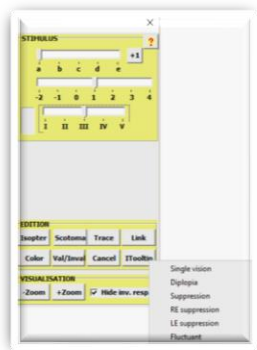 STIMULUS
?
+1
a b c d e
-2 -1 0 1 2 3 4
I II III IV V
EDITION
Isopter Scotoma Trace Link
Color Val/Inval Cancel IToolti
VISUALISATION
-Zoom +Zoom Hide inv. resp
Single vision
Diplopia
Suppression
RE suppression
LE suppression
Fluctuant